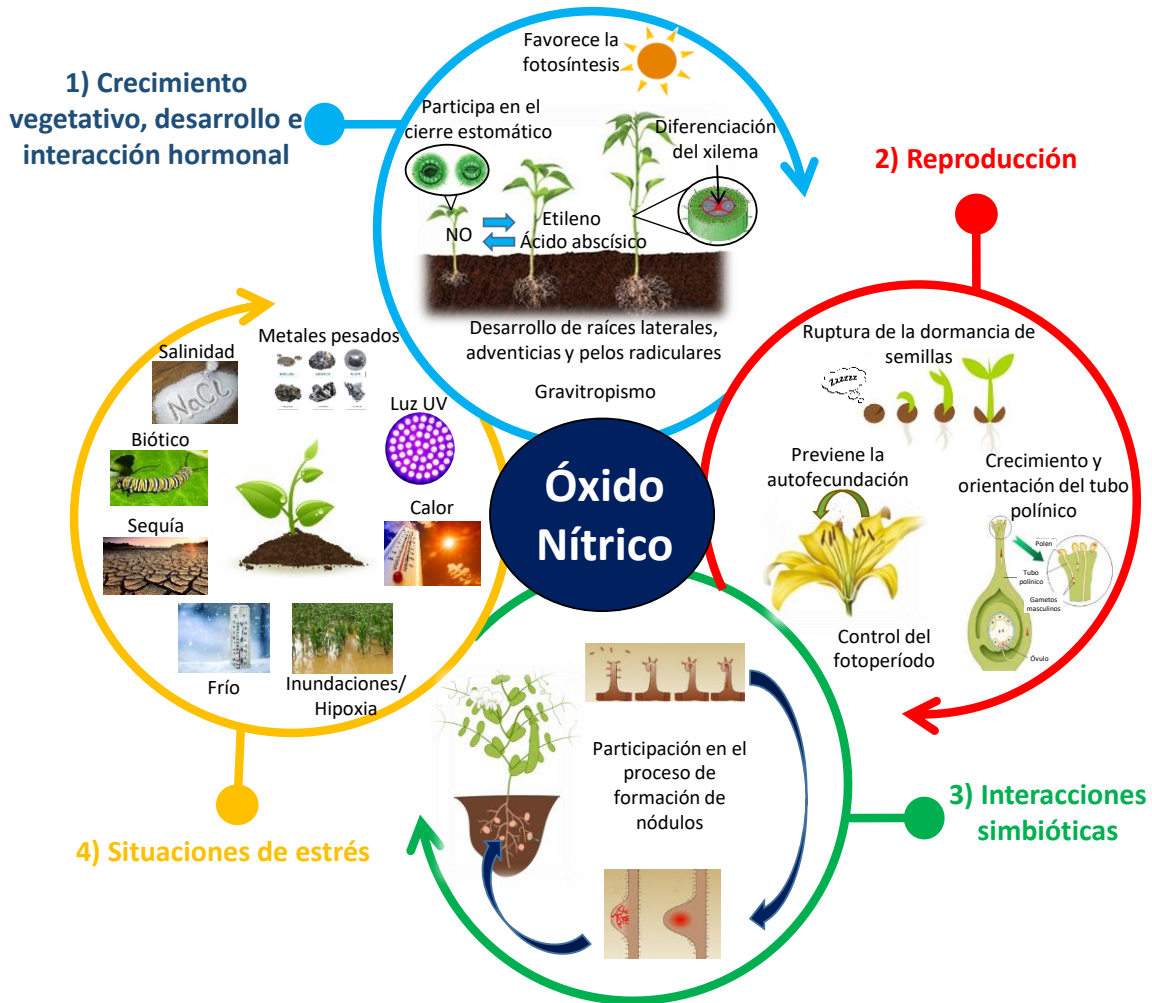 1) Crecimiento
vegetativo, desarrollo e
interacción hormonal
Favorece la
fotosíntesis
Participa en el
cierre estomático
Diferenciación
del xilema
NO
Etileno
Ácido abscísico
Desarrollo de raíces laterales,
adventicias y pelos radiculares
Gravitropismo
2) Reproducción
Ruptura de la dormancia de
semillas
Zzzzzz
Previene la
autofecundación
Crecimiento y
orientación del tubo
polínico
Polen
Tubo
polínico
Gametos
masculinos
Óvulo
Control del
fotoperíodo
Óxido
Nítrico
3) Interacciones
simbióticas
Participación en el
proceso de
formación de
nódulos
4) Situaciones de estrés
Salinidad
NaCl
Metales pesados
Luz UV
Biótico
Sequía
Calor
Frío
Inundaciones/
Hipoxia